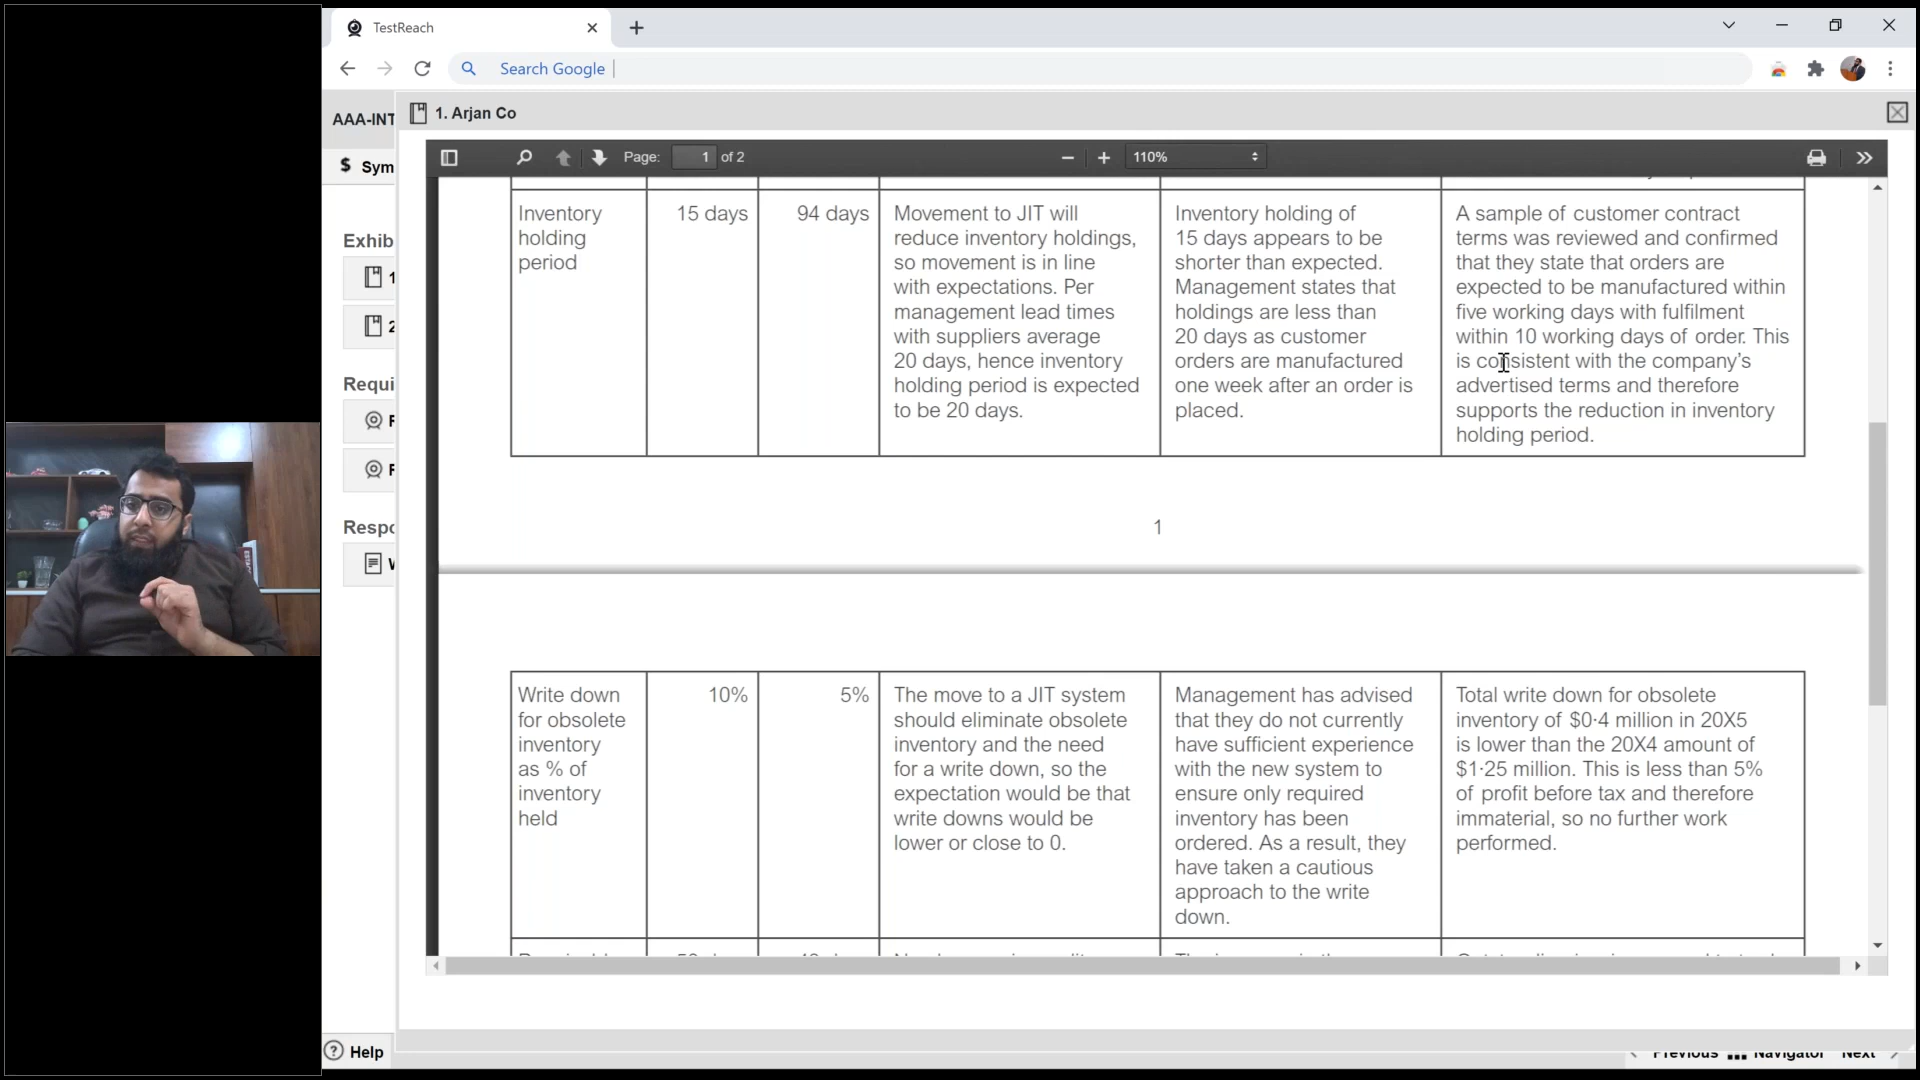 TestReach
Search Google
AAA-INT
1. Arjan Co
$ Sym
Page: 1 of 2
110%
Exhib
1
2
Requi
F
F
Respo
W
Inventory
holding
period
15 days
94 days
Movement to JIT will
reduce inventory holdings,
so movement is in line
with expectations. Per
management lead times
with suppliers average
20 days, hence inventory
holding period is expected
to be 20 days.
Inventory holding of
15 days appears to be
shorter than expected.
Management states that
holdings are less than
20 days as customer
orders are manufactured
one week after an order is
placed.
A sample of customer contract
terms was reviewed and confirmed
that they state that orders are
expected to be manufactured within
five working days with fulfilment
within 10 working days of order. This
is consistent with the company’s
advertised terms and therefore
supports the reduction in inventory
holding period.
1
Write down
for obsolete
inventory
as % of
inventory
held
10%
5%
The move to a JIT system
should eliminate obsolete
inventory and the need
for a write down, so the
expectation would be that
write downs would be
lower or close to 0.
Management has advised
that they do not currently
have sufficient experience
with the new system to
ensure only required
inventory has been
ordered. As a result, they
have taken a cautious
approach to the write
down.
Total write down for obsolete
inventory of $0·4 million in 20X5
is lower than the 20X4 amount of
$1·25 million. This is less than 5%
of profit before tax and therefore
immaterial, so no further work
performed.
Help
Previous Navigator Next